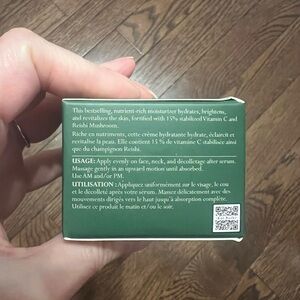 This bestselling, nutrient-rich moisturizer hydrates, brightens,
and revitalizes the skin, fortified with 15% stabilized Vitamin C and
Reishi Mushroom.
Riche en nutriments, cette crème hydratante hydrate, éclaircit et
revitalise la peau. Elle contient 15 % de vitamine C stabilisée ainsi
que du champignon Reishi.
USAGE: Apply evenly on face, neck, and décolletage after serum.
Massage gently in an upward motion until absorbed.
Use AM and/or PM.
UTILISATION : Appliquez uniformément sur le visage, le cou
et le décolleté après votre sérum. Massez délicatement avec des
mouvements dirigés vers le haut jusqu'à absorption complète.
Utilisez ce produit le matin et/ou le soir.